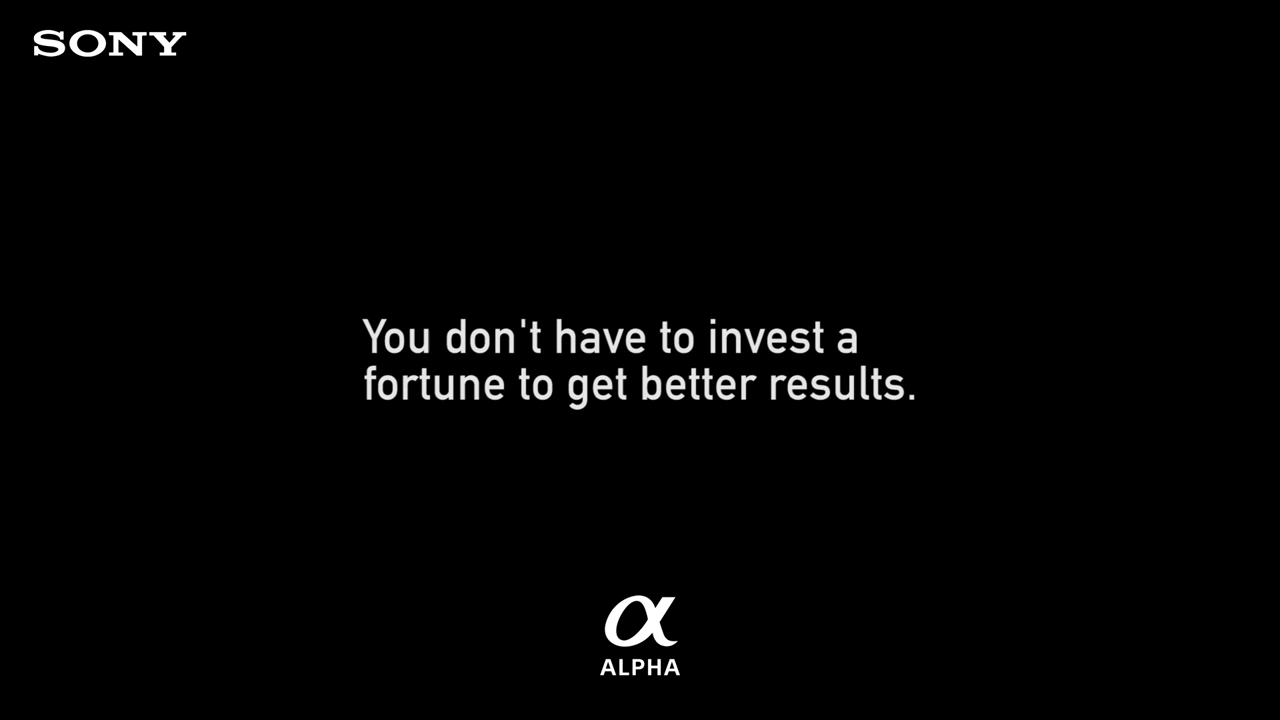 SONY
You don't have to invest a
fortune to get better results.
α
ALPHA